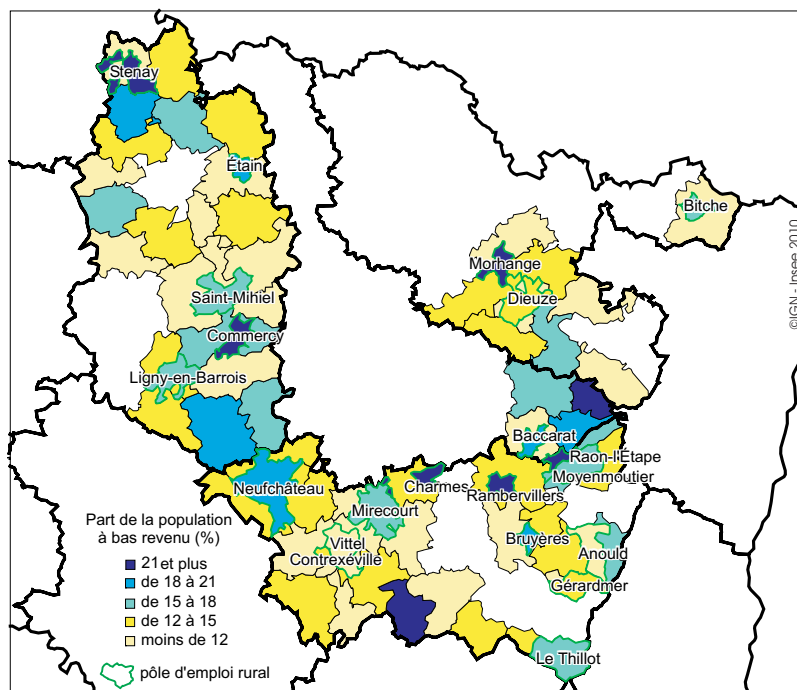 Stenay
Étain
Bitche
Morhange
Dieuze
Saint-Mihiel
Commercy
Ligny-en-Barrois
Baccarat
Raon-l'Étape
Moyenmoutier
Neufchâteau
Charmes
Rambervillers
Mirecourt
Bruyères
Vittel
Contrexéville
Anould
Gérardmer
Le Thillot
Part de la population
à bas revenu (%)
21 et plus
de 18 à 21
de 15 à 18
de 12 à 15
moins de 12
pôle d'emploi rural
©IGN - Insee 2010